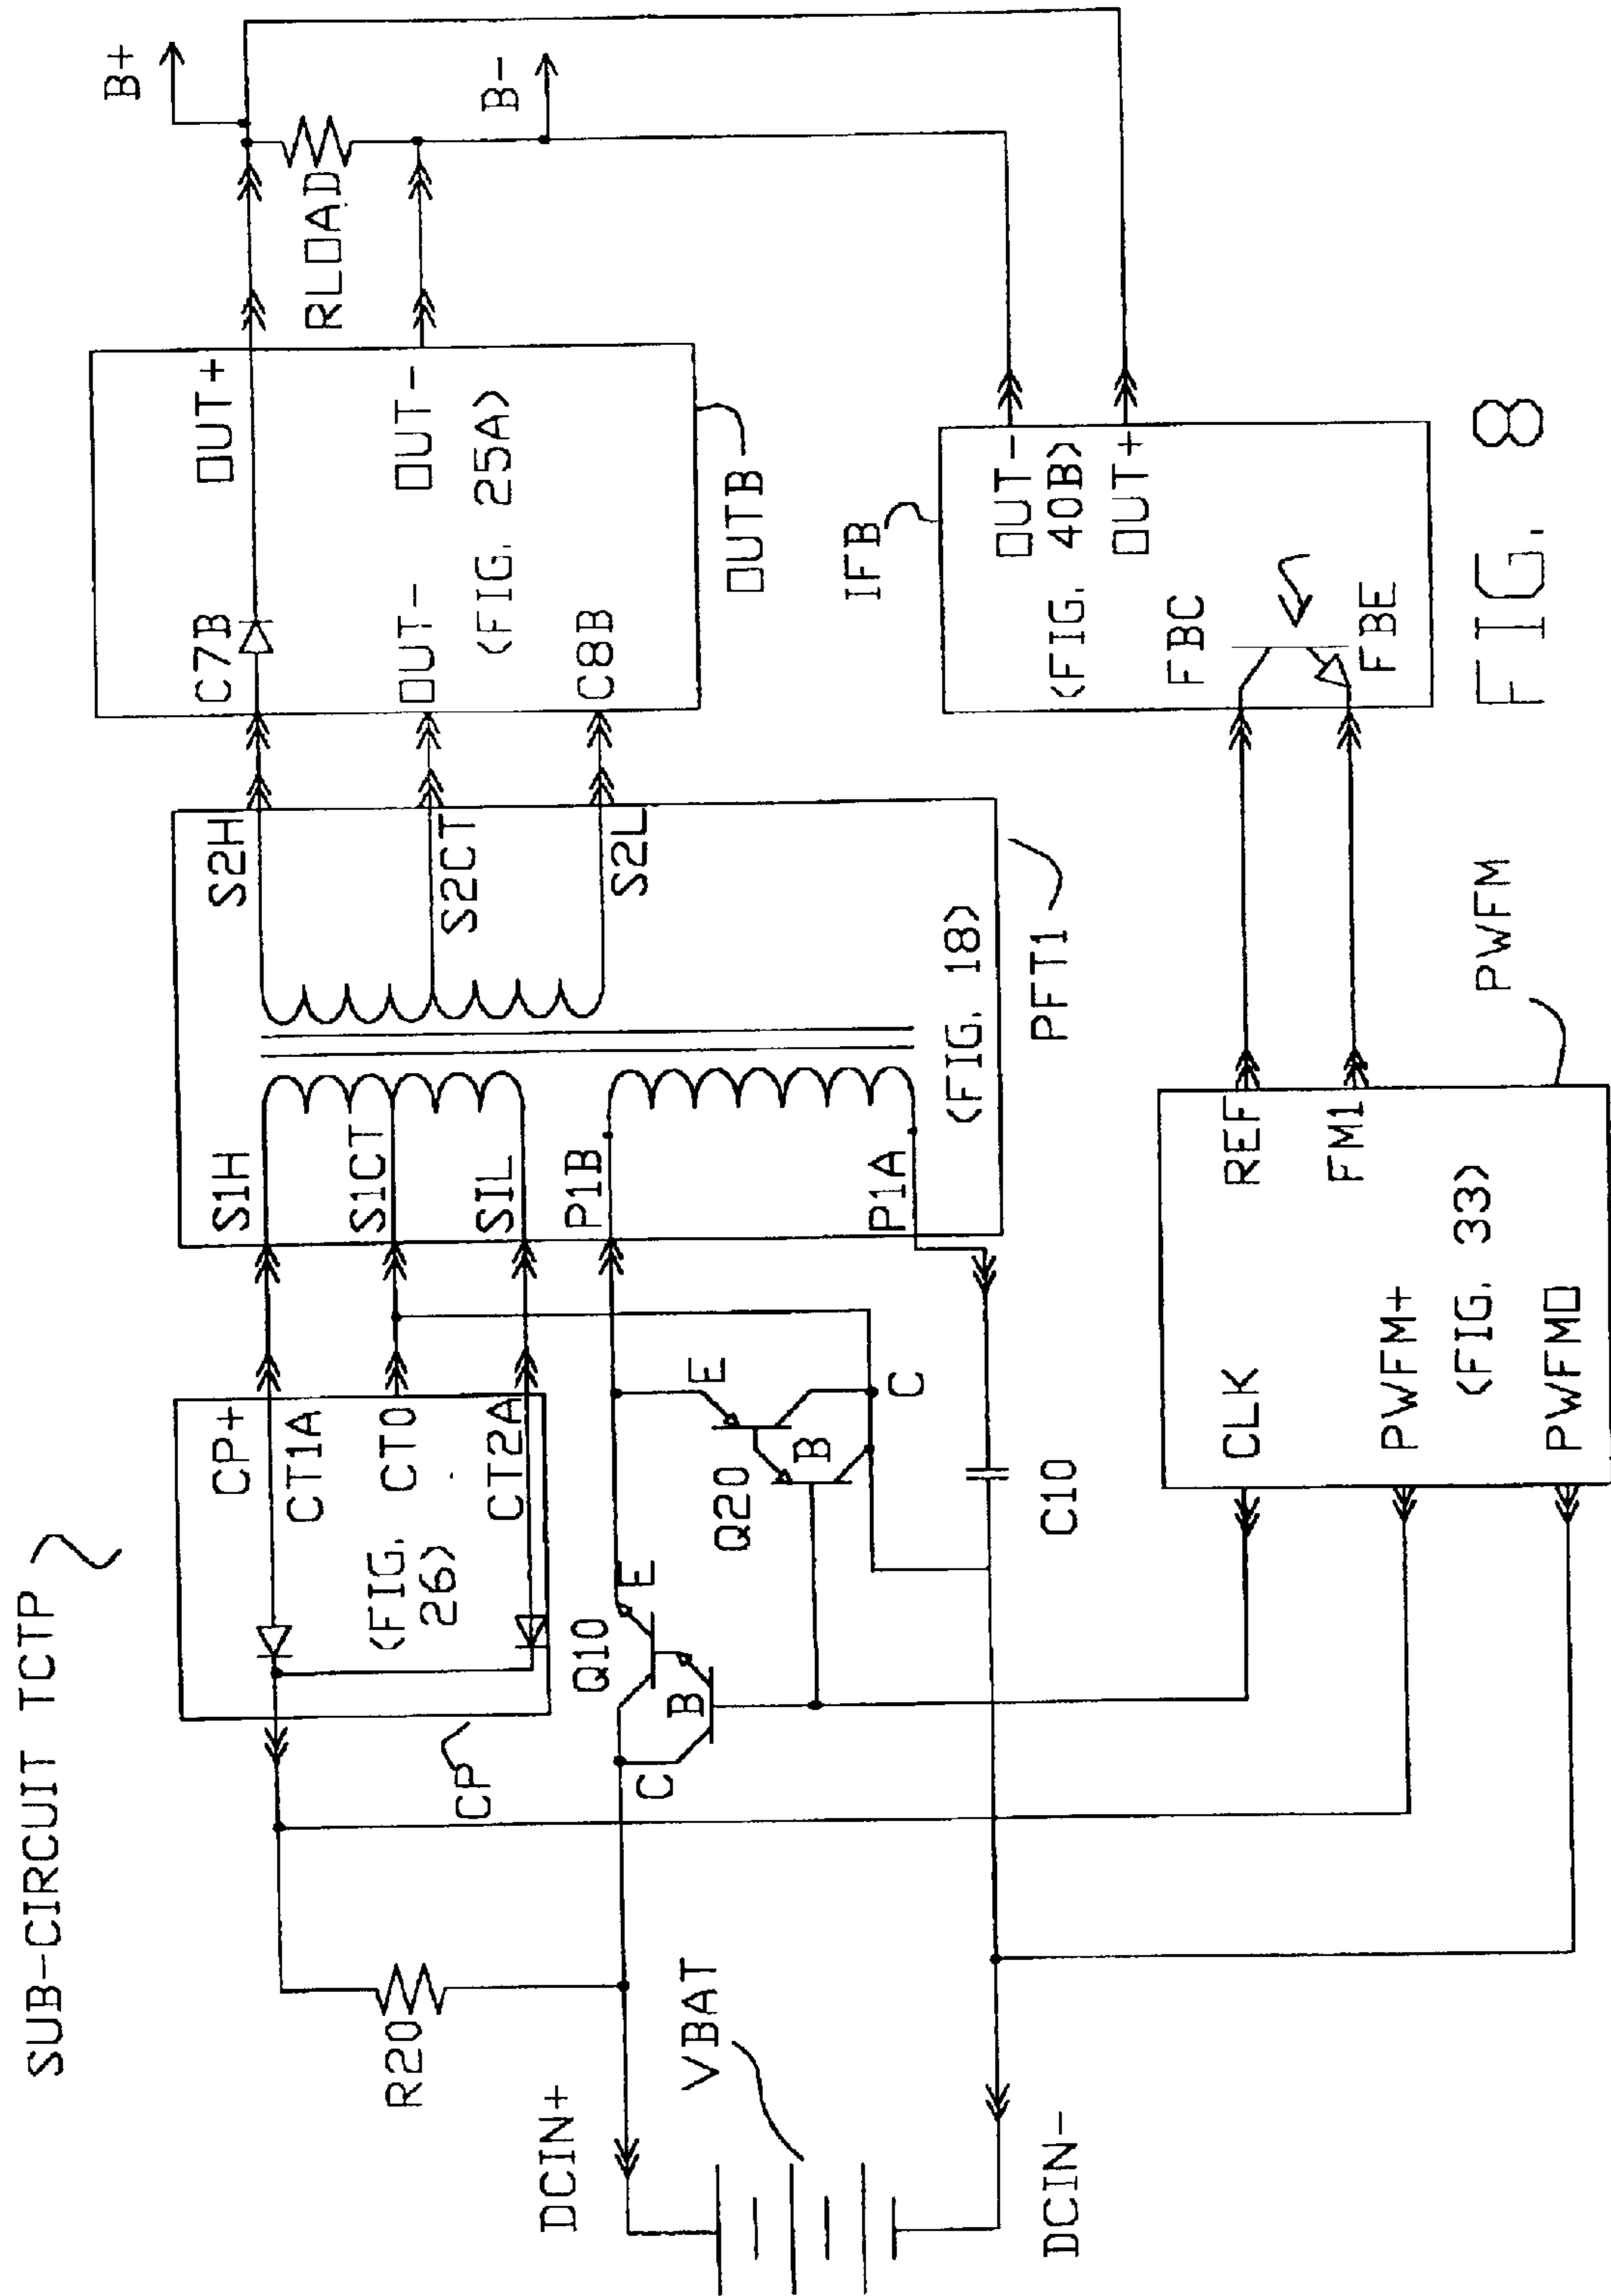 SUB-CIRCUIT TCTP
B+
B-
RLOAD
OUT+
OUT-
(FIG. 25A)
C7B
OUT-
C8B
OUTB
S2H
S2CT
S2L
S1H
S1CT
SIL
P1B
P1A
(FIG. 18)
PFT1
CP+
CT1A
CT0
CT2A
(FIG.
26)
CP
R20
Q10
E
B
C
Q20
E
B
C
C10
DCIN+
VBAT
DCIN-
IFB
OUT-
(FIG. 40B)
OUT+
FBC
FBE
REF
FM1
CLK
PWFM+
(FIG. 33)
PWFM0
PWFM
FIG. 8